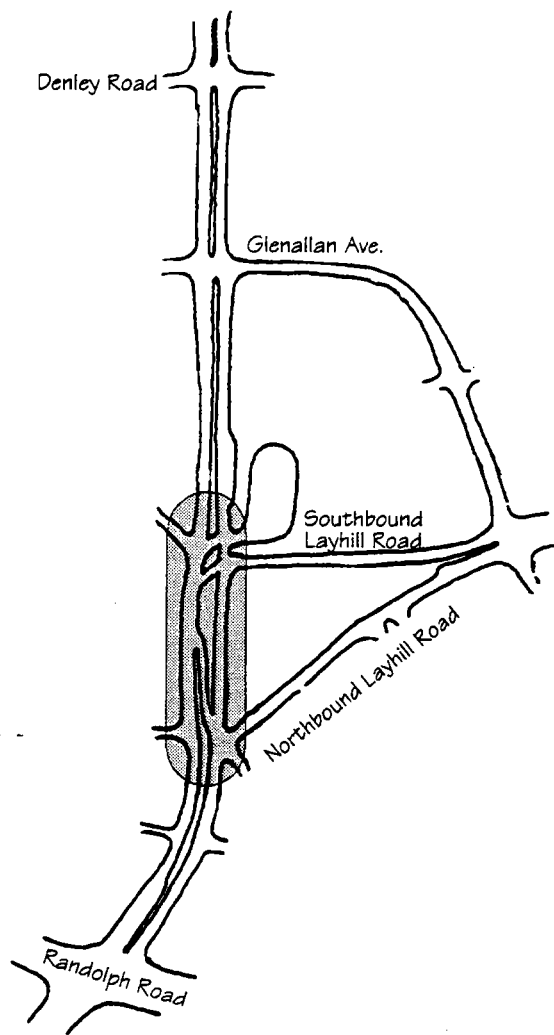 Denley Road
Glenallan Ave.
Southbound
Layhill Road
Northbound Layhill Road
Randolph Road